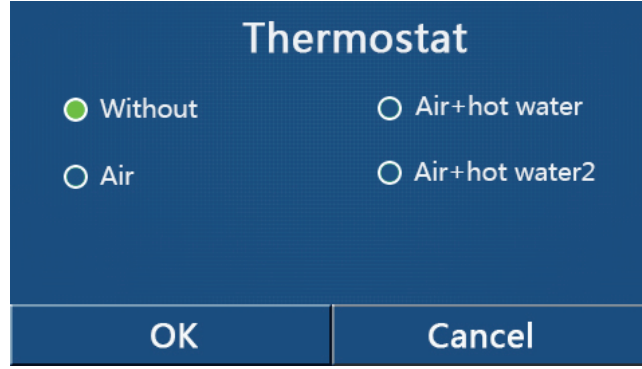 Thermostat
Without
Air+hot water
Air
Air+hot water2
OK
Cancel